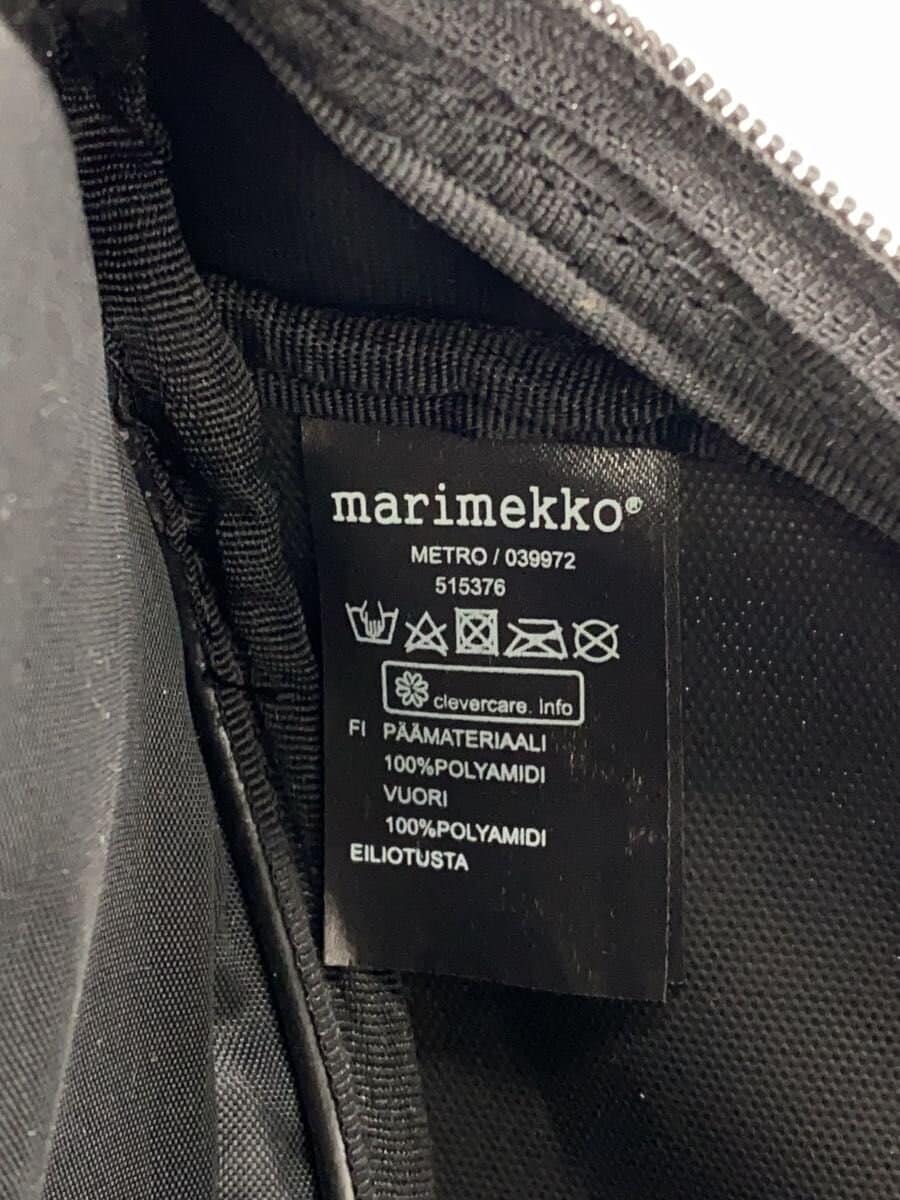 marimekko®
METRO / 039972
515376
clevercare. info
FI PÄÄMATERIAALI
100%POLYAMIDI
VUORI
100%POLYAMIDI
EILIOTUSTA